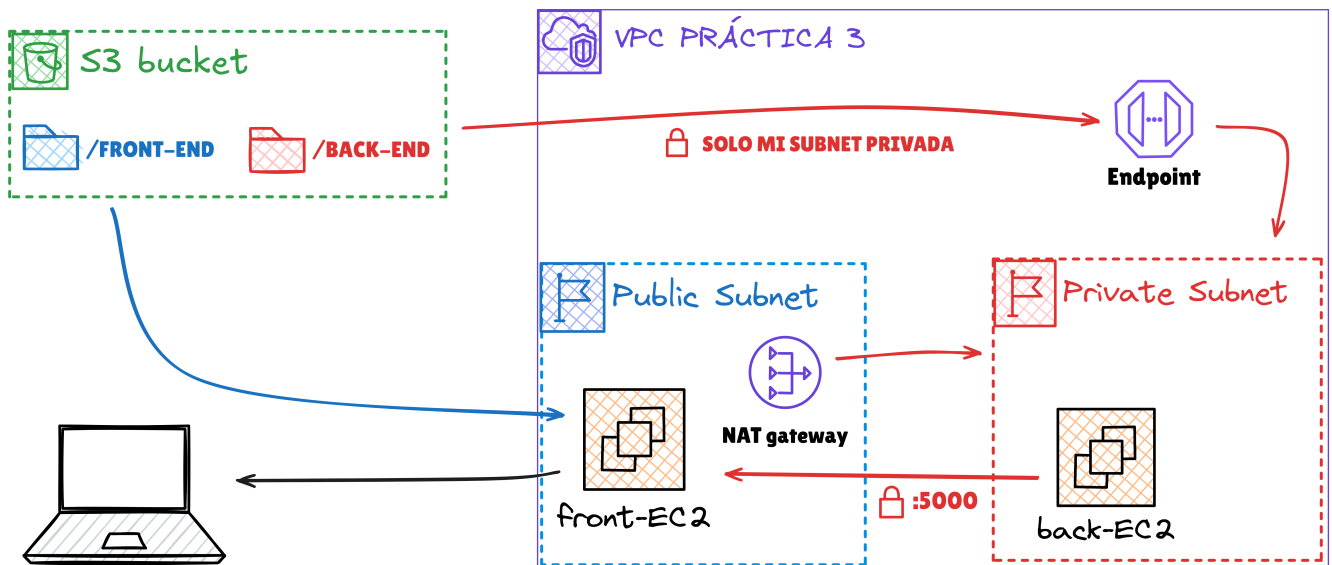 S3 bucket
/FRONT-END
/BACK-END
VPC PRÁCTICA 3
SOLO MI SUBNET PRIVADA
Endpoint
Public Subnet
NAT gateway
front-EC2
Private Subnet
:5000
back-EC2